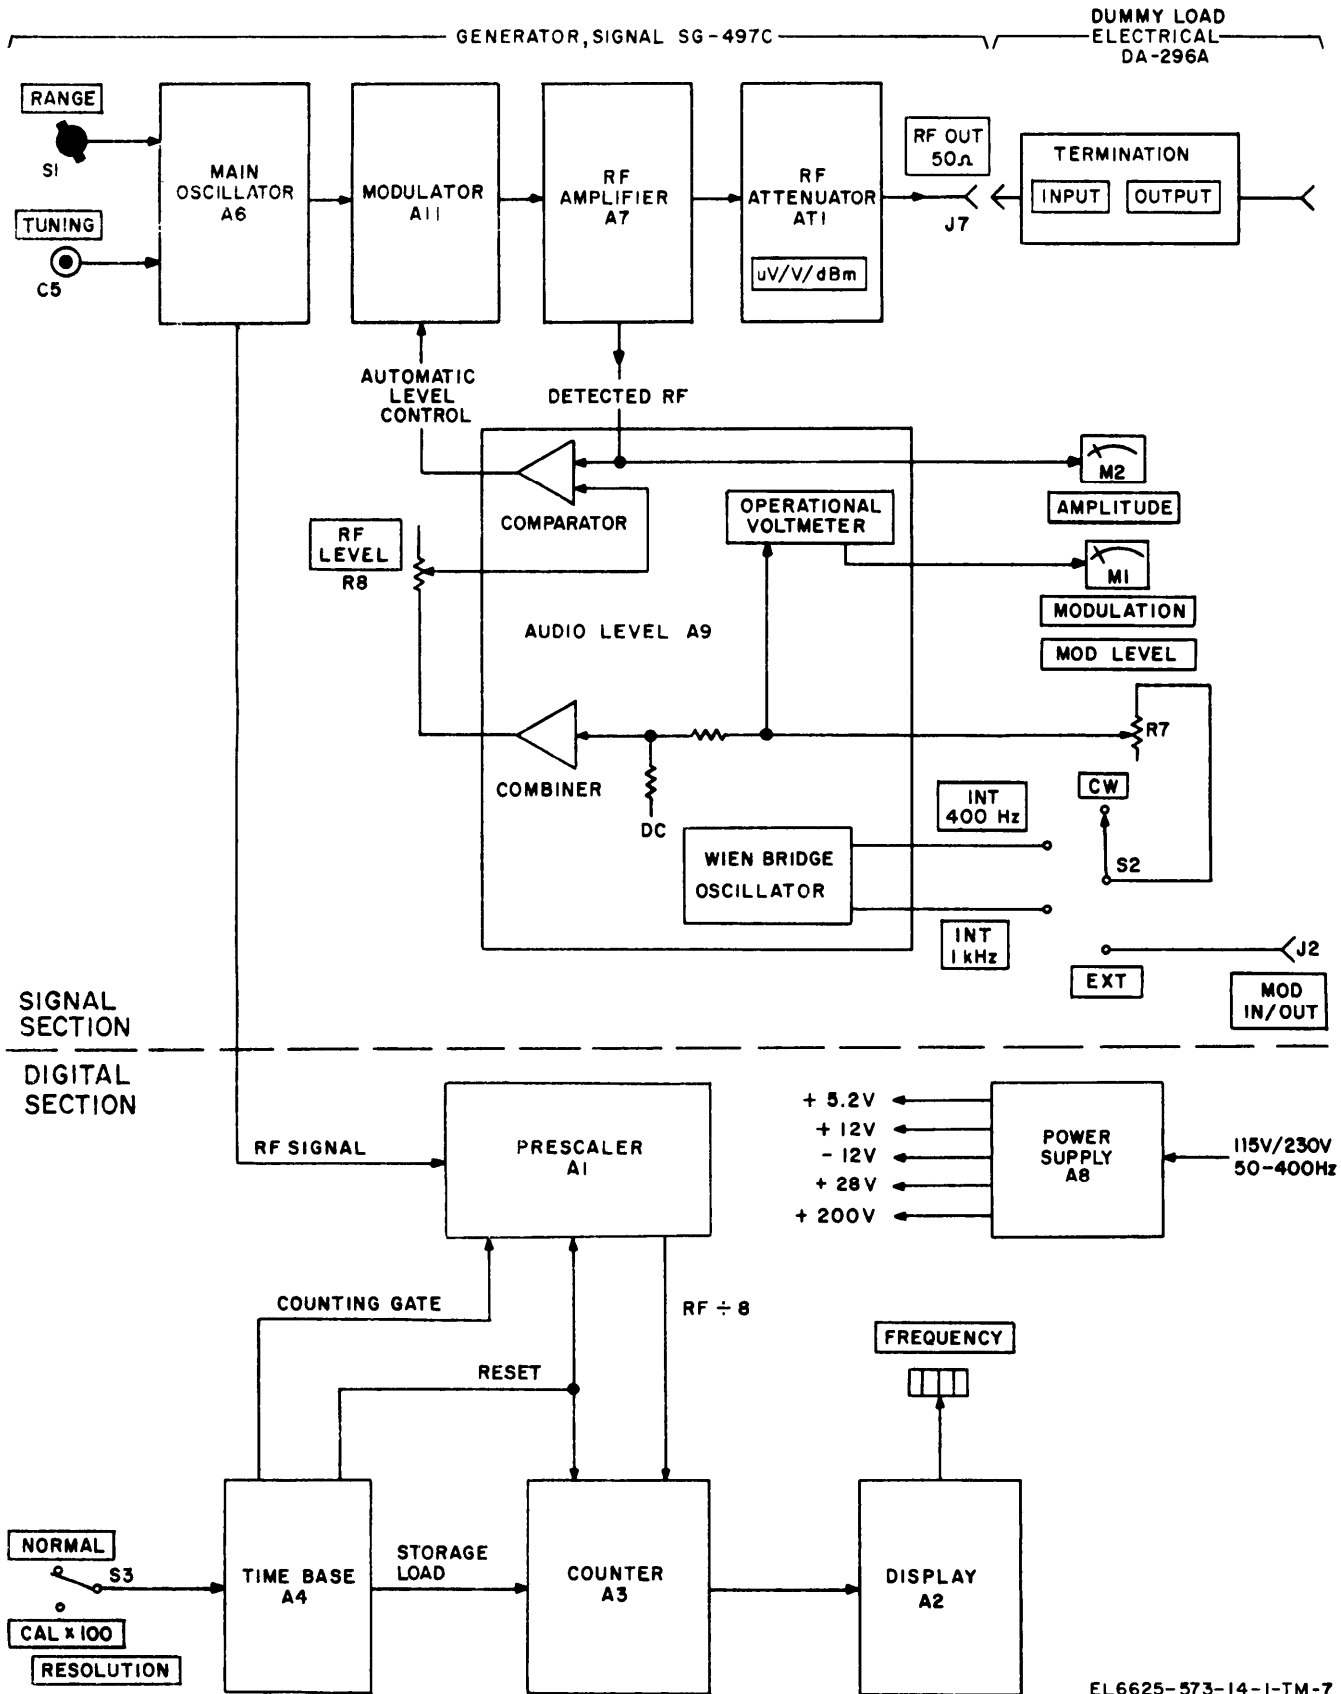 GENERATOR, SIGNAL SG-497C
DUMMY LOAD
ELECTRICAL
DA-296A
RANGE
S1
TUNING
C5
MAIN
OSCILLATOR
A6
MODULATOR
A11
RF
AMPLIFIER
A7
RF
ATTENUATOR
AT1
uV/V/dBm
RF OUT
50Ω
J7
TERMINATION
INPUT
OUTPUT
AUTOMATIC
LEVEL
CONTROL
DETECTED RF
COMPARATOR
OPERATIONAL
VOLTMETER
M2
AMPLITUDE
RF
LEVEL
R8
M1
MODULATION
AUDIO LEVEL A9
MOD LEVEL
R7
COMBINER
DC
CW
INT
400 Hz
S2
WIEN BRIDGE
OSCILLATOR
INT
1 kHz
EXT
J2
MOD
IN/OUT
SIGNAL
SECTION
DIGITAL
SECTION
RF SIGNAL
PRESCALER
A1
+ 5.2V
+ 12V
- 12V
+ 28V
+ 200V
POWER
SUPPLY
A8
115V/230V
50-400Hz
COUNTING GATE
RF ÷ 8
RESET
FREQUENCY
NORMAL
S3
CAL x 100
RESOLUTION
TIME BASE
A4
STORAGE
LOAD
COUNTER
A3
DISPLAY
A2
EL6625-573-14-1-TM-7